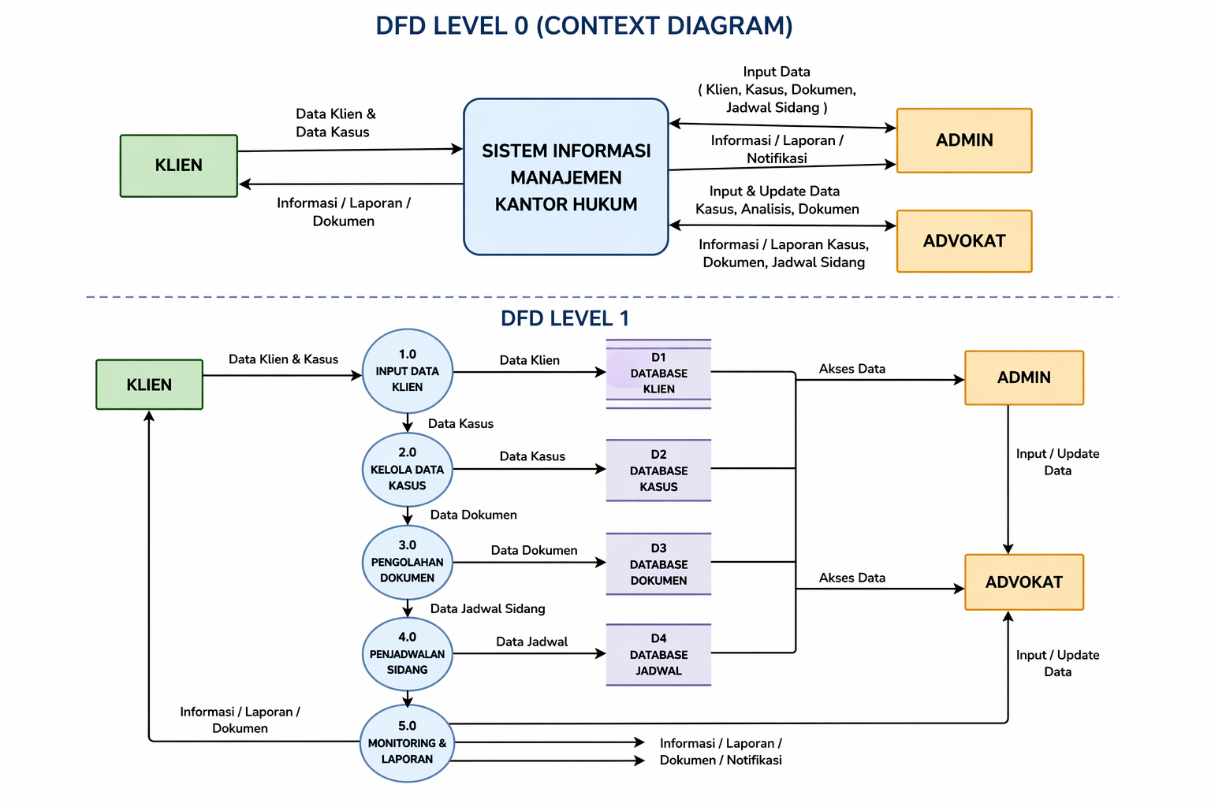 DFD LEVEL 0 (CONTEXT DIAGRAM)
KLIEN
Data Klien &
Data Kasus
Informasi / Laporan /
Dokumen
SISTEM INFORMASI
MANAJEMEN
KANTOR HUKUM
Input Data
( Klien, Kasus, Dokumen,
Jadwal Sidang )
Informasi / Laporan /
Notifikasi
ADMIN
Input & Update Data
Kasus, Analisis, Dokumen
Informasi / Laporan Kasus,
Dokumen, Jadwal Sidang
ADVOKAT
DFD LEVEL 1
KLIEN
Data Klien & Kasus
1.0
INPUT DATA
KLIEN
Data Klien
D1
DATABASE
KLIEN
Akses Data
ADMIN
Data Kasus
2.0
KELOLA DATA
KASUS
Data Kasus
D2
DATABASE
KASUS
Input / Update
Data
Data Dokumen
3.0
PENGOLAHAN
DOKUMEN
Data Dokumen
D3
DATABASE
DOKUMEN
Akses Data
ADVOKAT
Data Jadwal Sidang
4.0
PENJADWALAN
SIDANG
Data Jadwal
D4
DATABASE
JADWAL
Input / Update
Data
Informasi / Laporan /
Dokumen
5.0
MONITORING &
LAPORAN
Informasi / Laporan /
Dokumen / Notifikasi